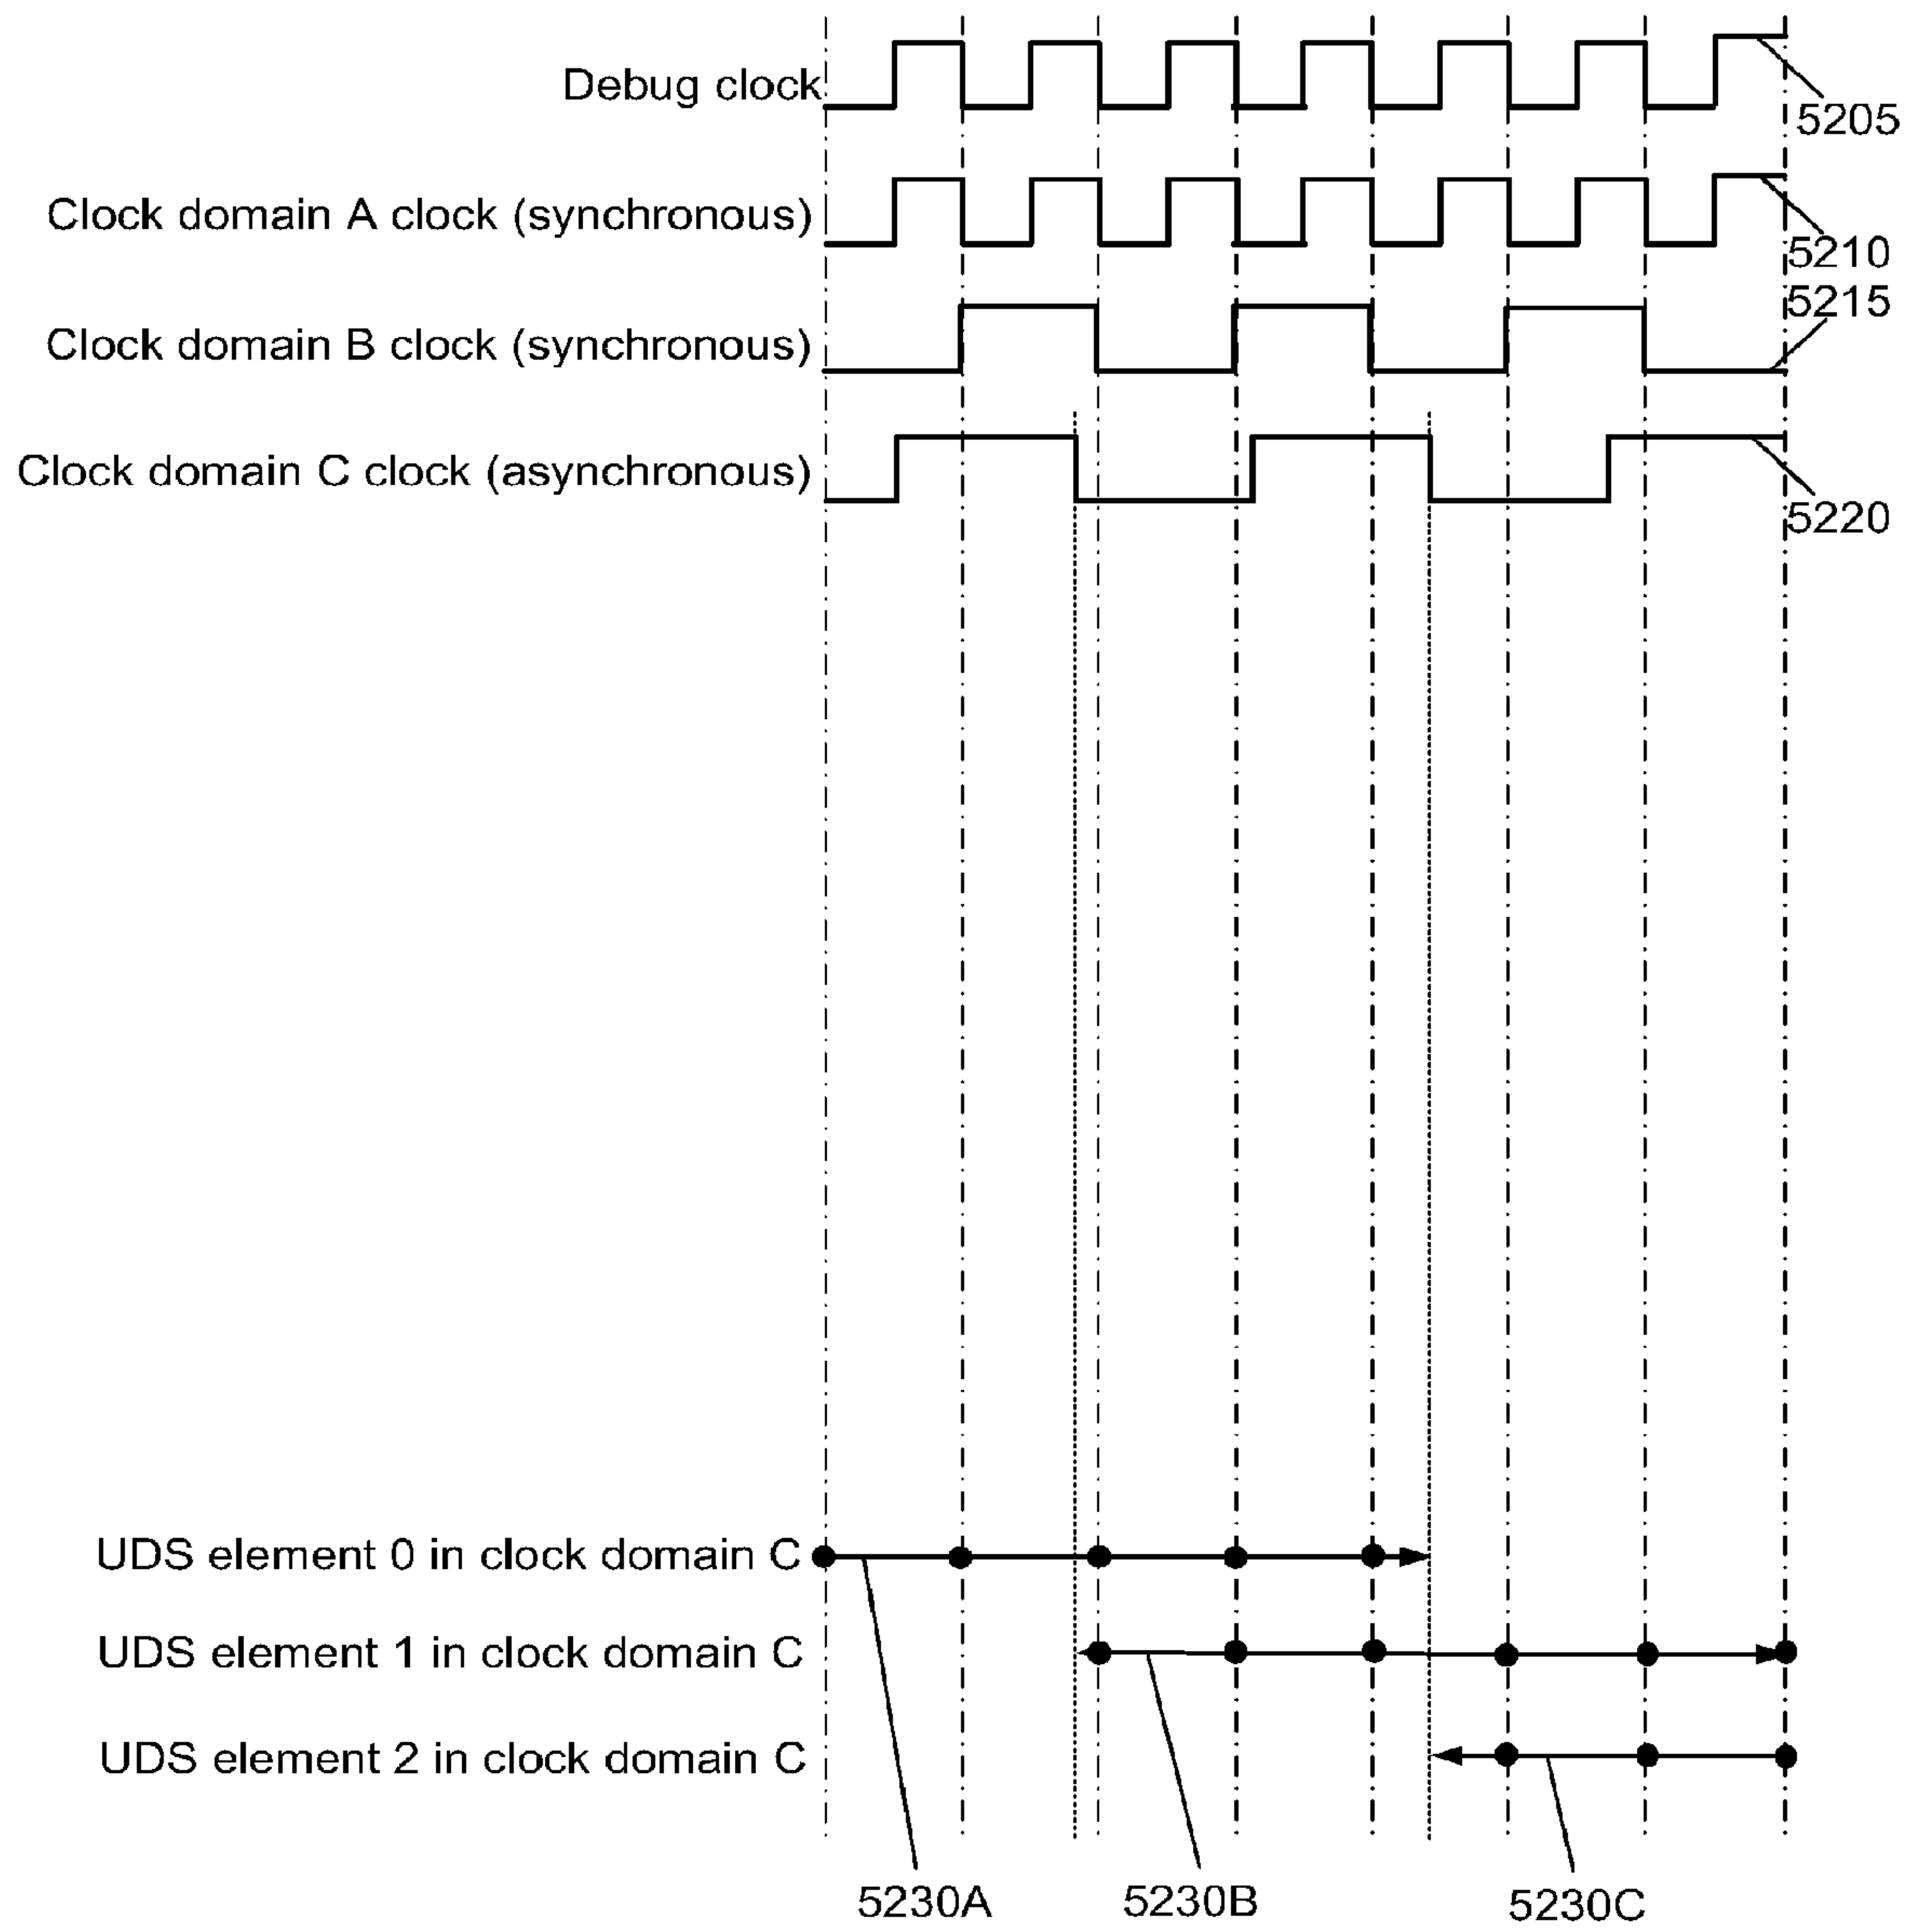 Debug clock
5205
Clock domain A clock (synchronous)
5210
5215
Clock domain B clock (synchronous)
Clock domain C clock (asynchronous)
5220
UDS element 0 in clock domain C
UDS element 1 in clock domain C
UDS element 2 in clock domain C
5230A
5230B
5230C